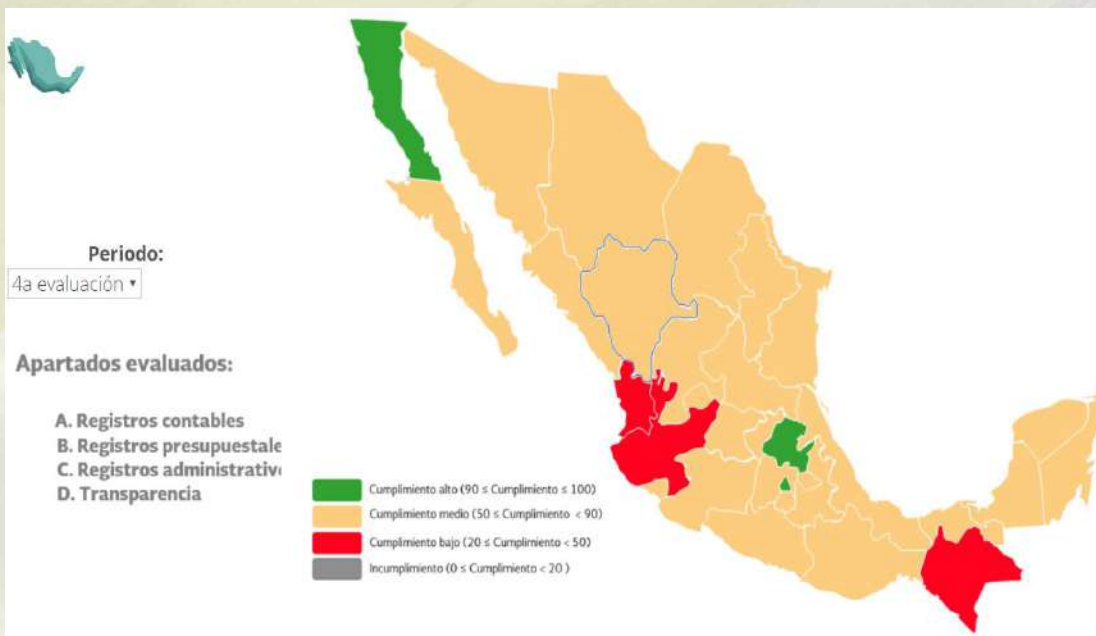 Periodo:
4a evaluación
Apartados evaluados:
A. Registros contables
B. Registros presupuestale
C. Registros administrativ
D. Transparencia
Cumplimiento alto (90 ≤ Cumplimiento ≤ 100)
Cumplimiento medio (50 ≤ Cumplimiento < 90)
Cumplimiento bajo (20 ≤ Cumplimiento < 50)
Incumplimiento (0 ≤ Cumplimiento < 20 )